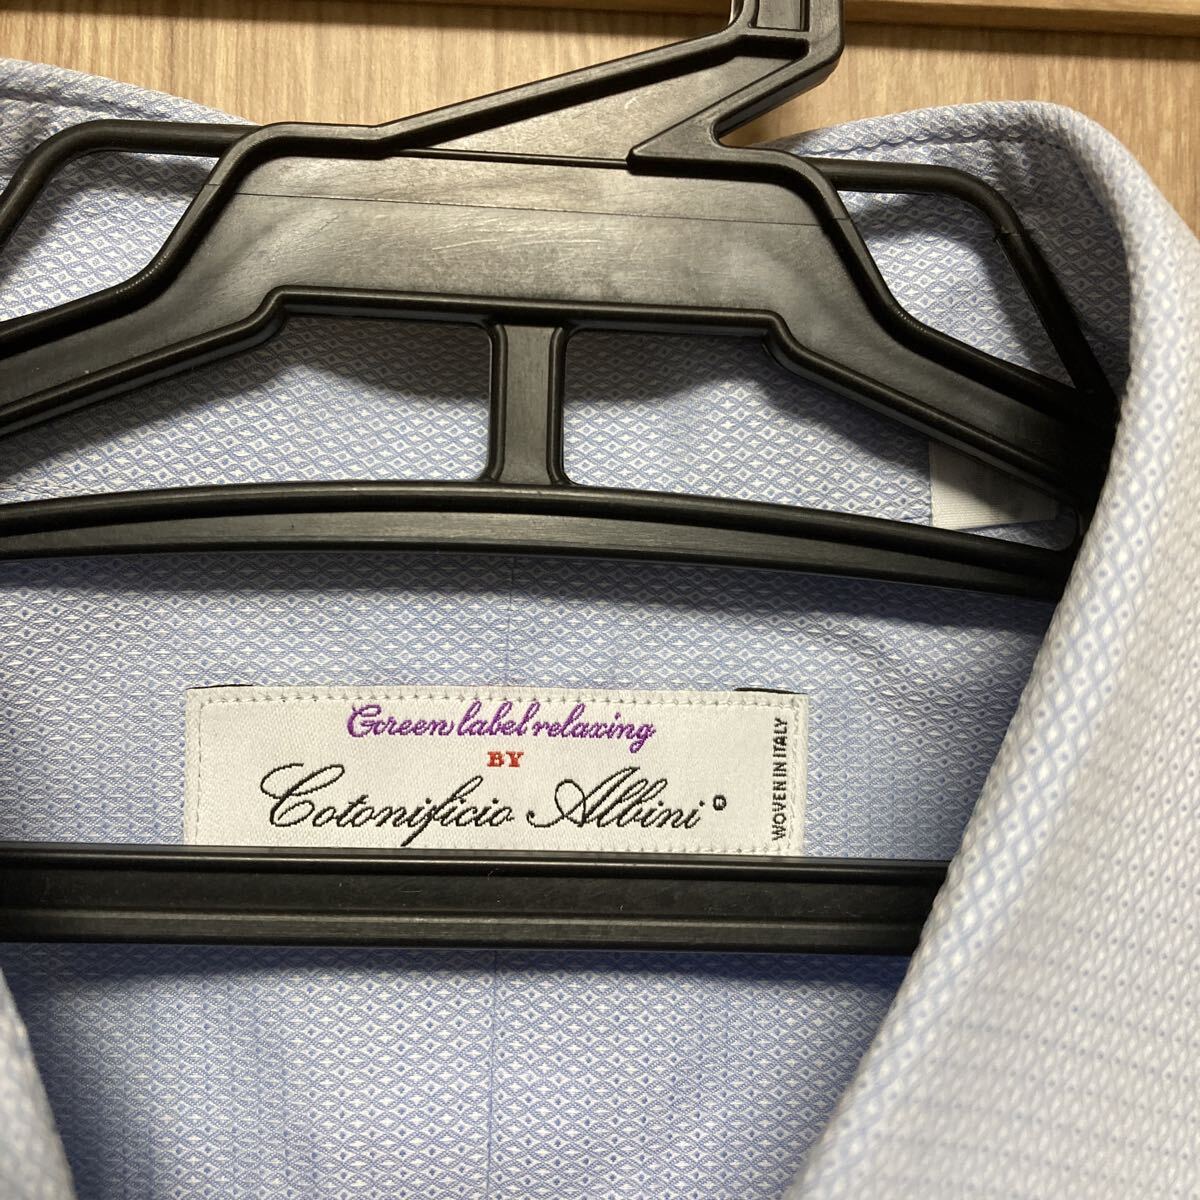 Green label relaxing
BY
Cotonificio Albini®
WOVEN IN ITALY